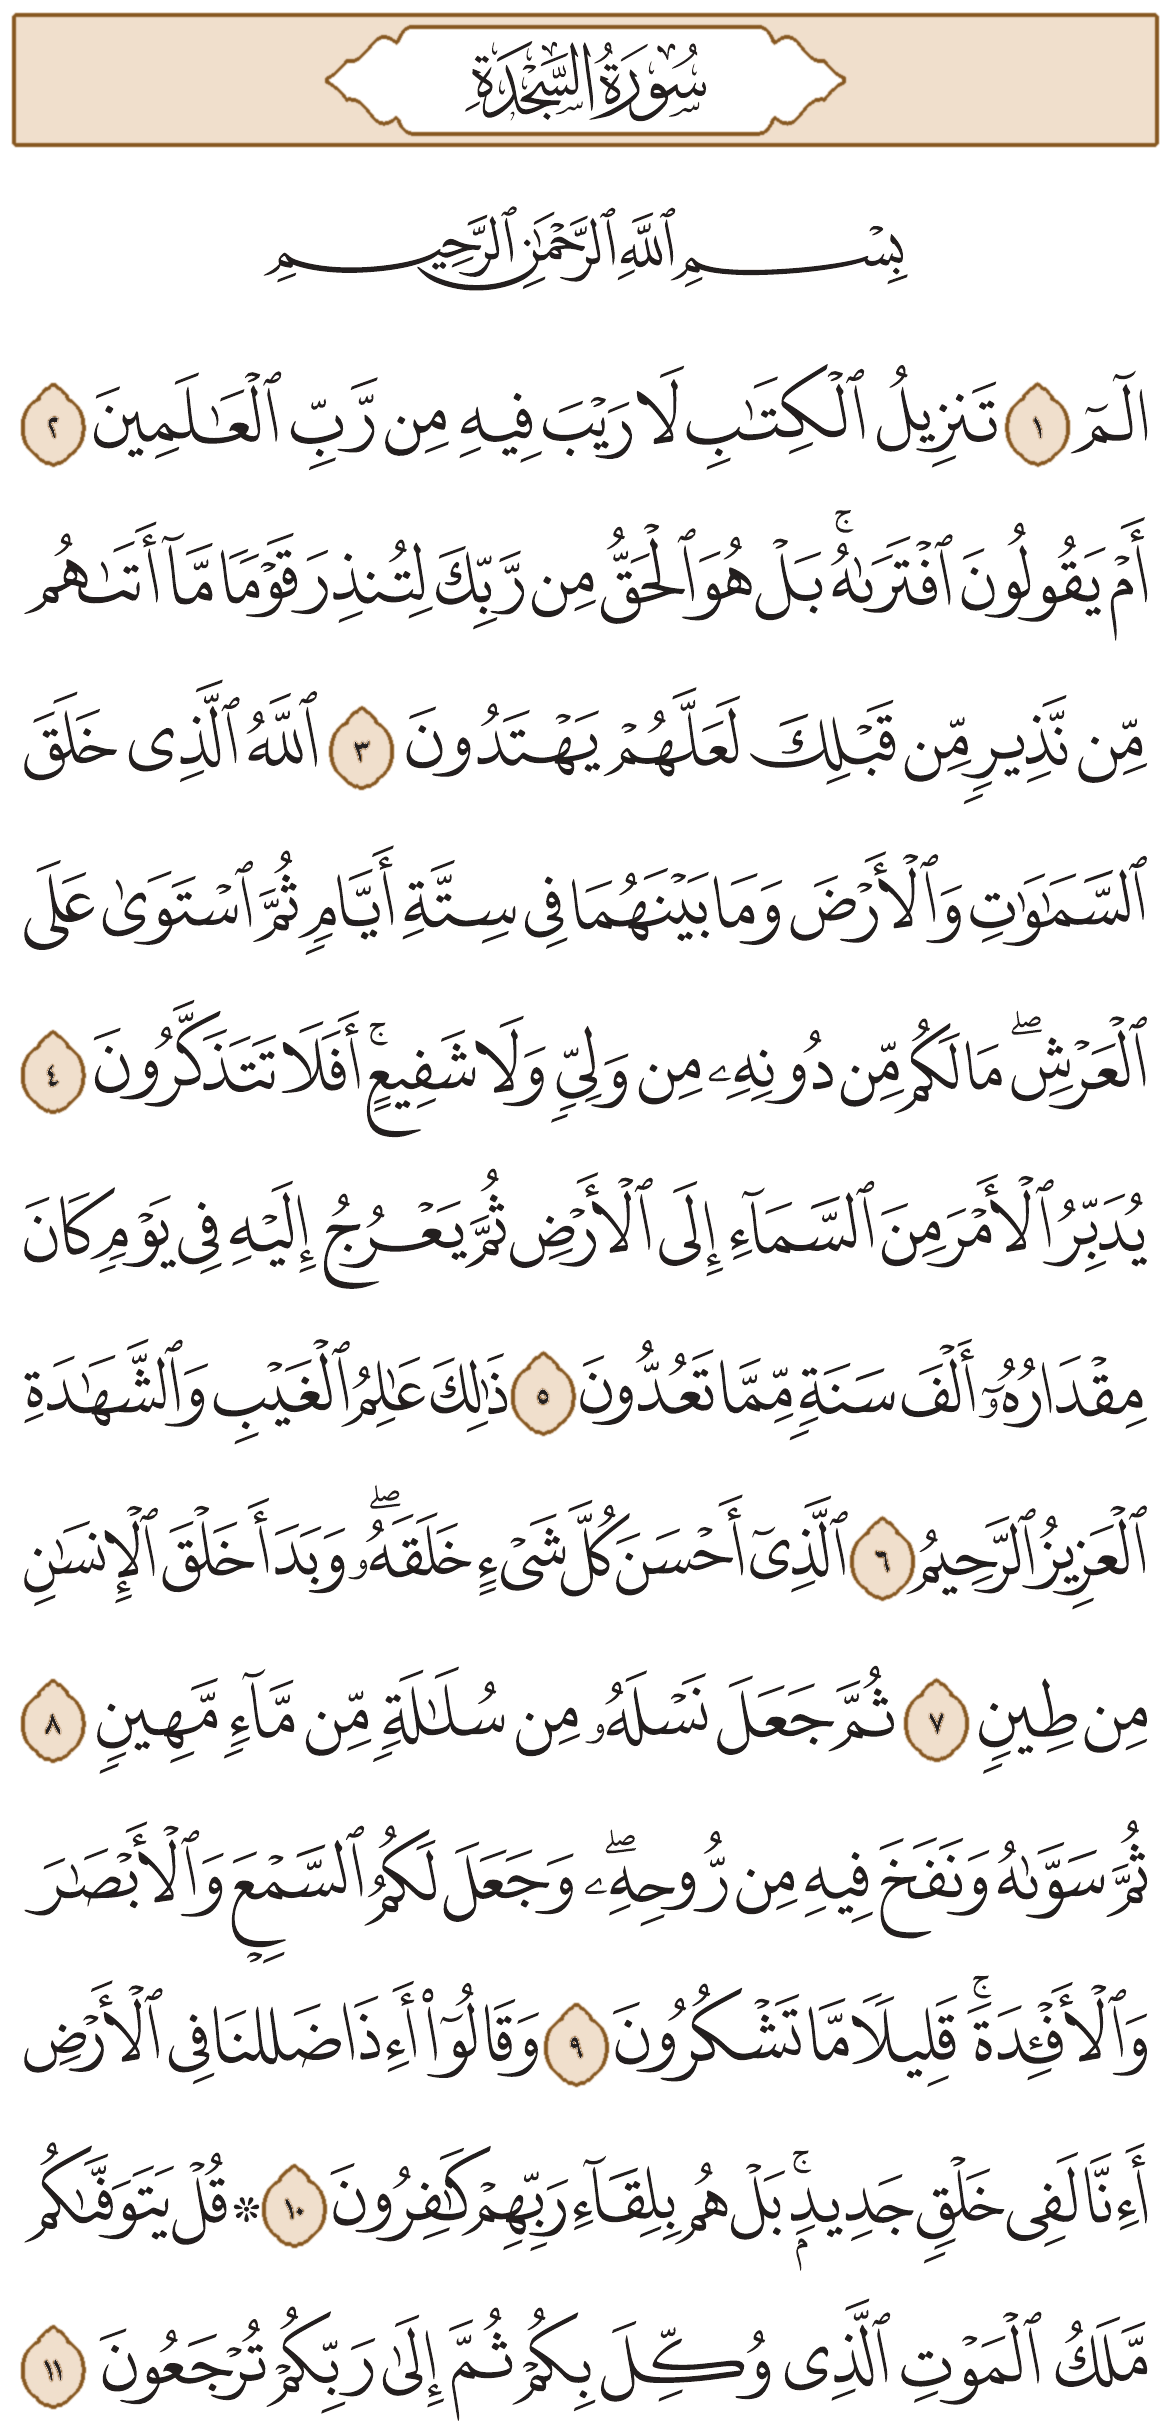 سُورَةُ السَّجْدَةِ
بِسْمِ ٱللَّهِ ٱلرَّحْمَٰنِ ٱلرَّحِيمِ
الٓمٓ ١ تَنزِيلُ ٱلْكِتَٰبِ لَا رَيْبَ فِيهِ مِن رَّبِّ ٱلْعَٰلَمِينَ ٢
أَمْ يَقُولُونَ ٱفْتَرَىٰهُۚ بَلْ هُوَ ٱلْحَقُّ مِن رَّبِّكَ لِتُنذِرَ قَوْمًا مَّآ أَتَىٰهُم
مِّن نَّذِيرٍ مِّن قَبْلِكَ لَعَلَّهُمْ يَهْتَدُونَ ٣ ٱللَّهُ ٱلَّذِى خَلَقَ
ٱلسَّمَٰوَٰتِ وَٱلْأَرْضَ وَمَا بَيْنَهُمَا فِى سِتَّةِ أَيَّامٍ ثُمَّ ٱسْتَوَىٰ عَلَى
ٱلْعَرْشِۖ مَا لَكُم مِّن دُونِهِۦ مِن وَلِىٍّ وَلَا شَفِيعٍۚ أَفَلَا تَتَذَكَّرُونَ ٤
يُدَبِّرُ ٱلْأَمْرَ مِنَ ٱلسَّمَآءِ إِلَى ٱلْأَرْضِ ثُمَّ يَعْرُجُ إِلَيْهِ فِى يَوْمٍ كَانَ
مِقْدَارُهُۥٓ أَلْفَ سَنَةٍ مِّمَّا تَعُدُّونَ ٥ ذَٰلِكَ عَٰلِمُ ٱلْغَيْبِ وَٱلشَّهَٰدَةِ
ٱلْعَزِيزُ ٱلرَّحِيمُ ٦ ٱلَّذِىٓ أَحْسَنَ كُلَّ شَىْءٍ خَلَقَهُۥۖ وَبَدَأَ خَلْقَ ٱلْإِنسَٰنِ
مِن طِينٍ ٧ ثُمَّ جَعَلَ نَسْلَهُۥ مِن سُلَٰلَةٍ مِّن مَّآءٍ مَّهِينٍ ٨
ثُمَّ سَوَّىٰهُ وَنَفَخَ فِيهِ مِن رُّوحِهِۦۖ وَجَعَلَ لَكُمُ ٱلسَّمْعَ وَٱلْأَبْصَٰرَ
وَٱلْأَفْـِٔدَةَۚ قَلِيلًا مَّا تَشْكُرُونَ ٩ وَقَالُوٓا۟ أَءِذَا ضَلَلْنَا فِى ٱلْأَرْضِ
أَءِنَّا لَفِى خَلْقٍ جَدِيدٍۭۚ بَلْ هُم بِلِقَآءِ رَبِّهِمْ كَٰفِرُونَ ١٠ ۞ قُلْ يَتَوَفَّىٰكُم
مَّلَكُ ٱلْمَوْتِ ٱلَّذِى وُكِّلَ بِكُمْ ثُمَّ إِلَىٰ رَبِّكُمْ تُرْجَعُونَ ١١